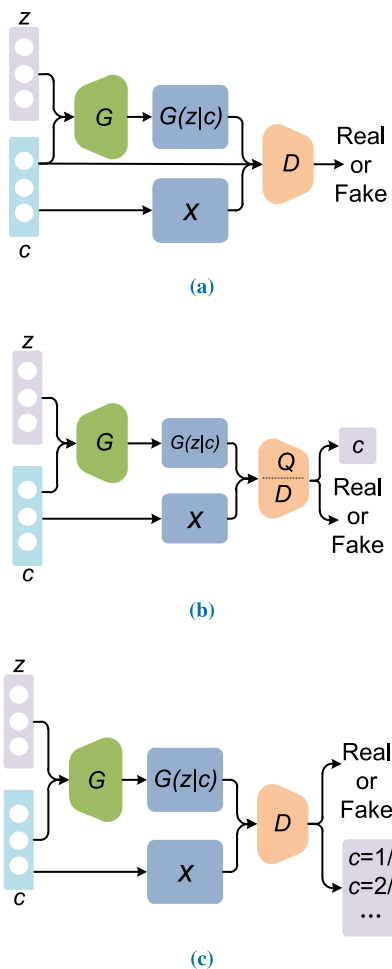 z
G
G(z|c)
D
Real
or
Fake
X
c
(a)
z
G
G(z|c)
Q
D
c
Real
or
Fake
X
c
(b)
z
G
G(z|c)
D
Real
or
Fake
X
c=1/
c=2/
...
c
(c)